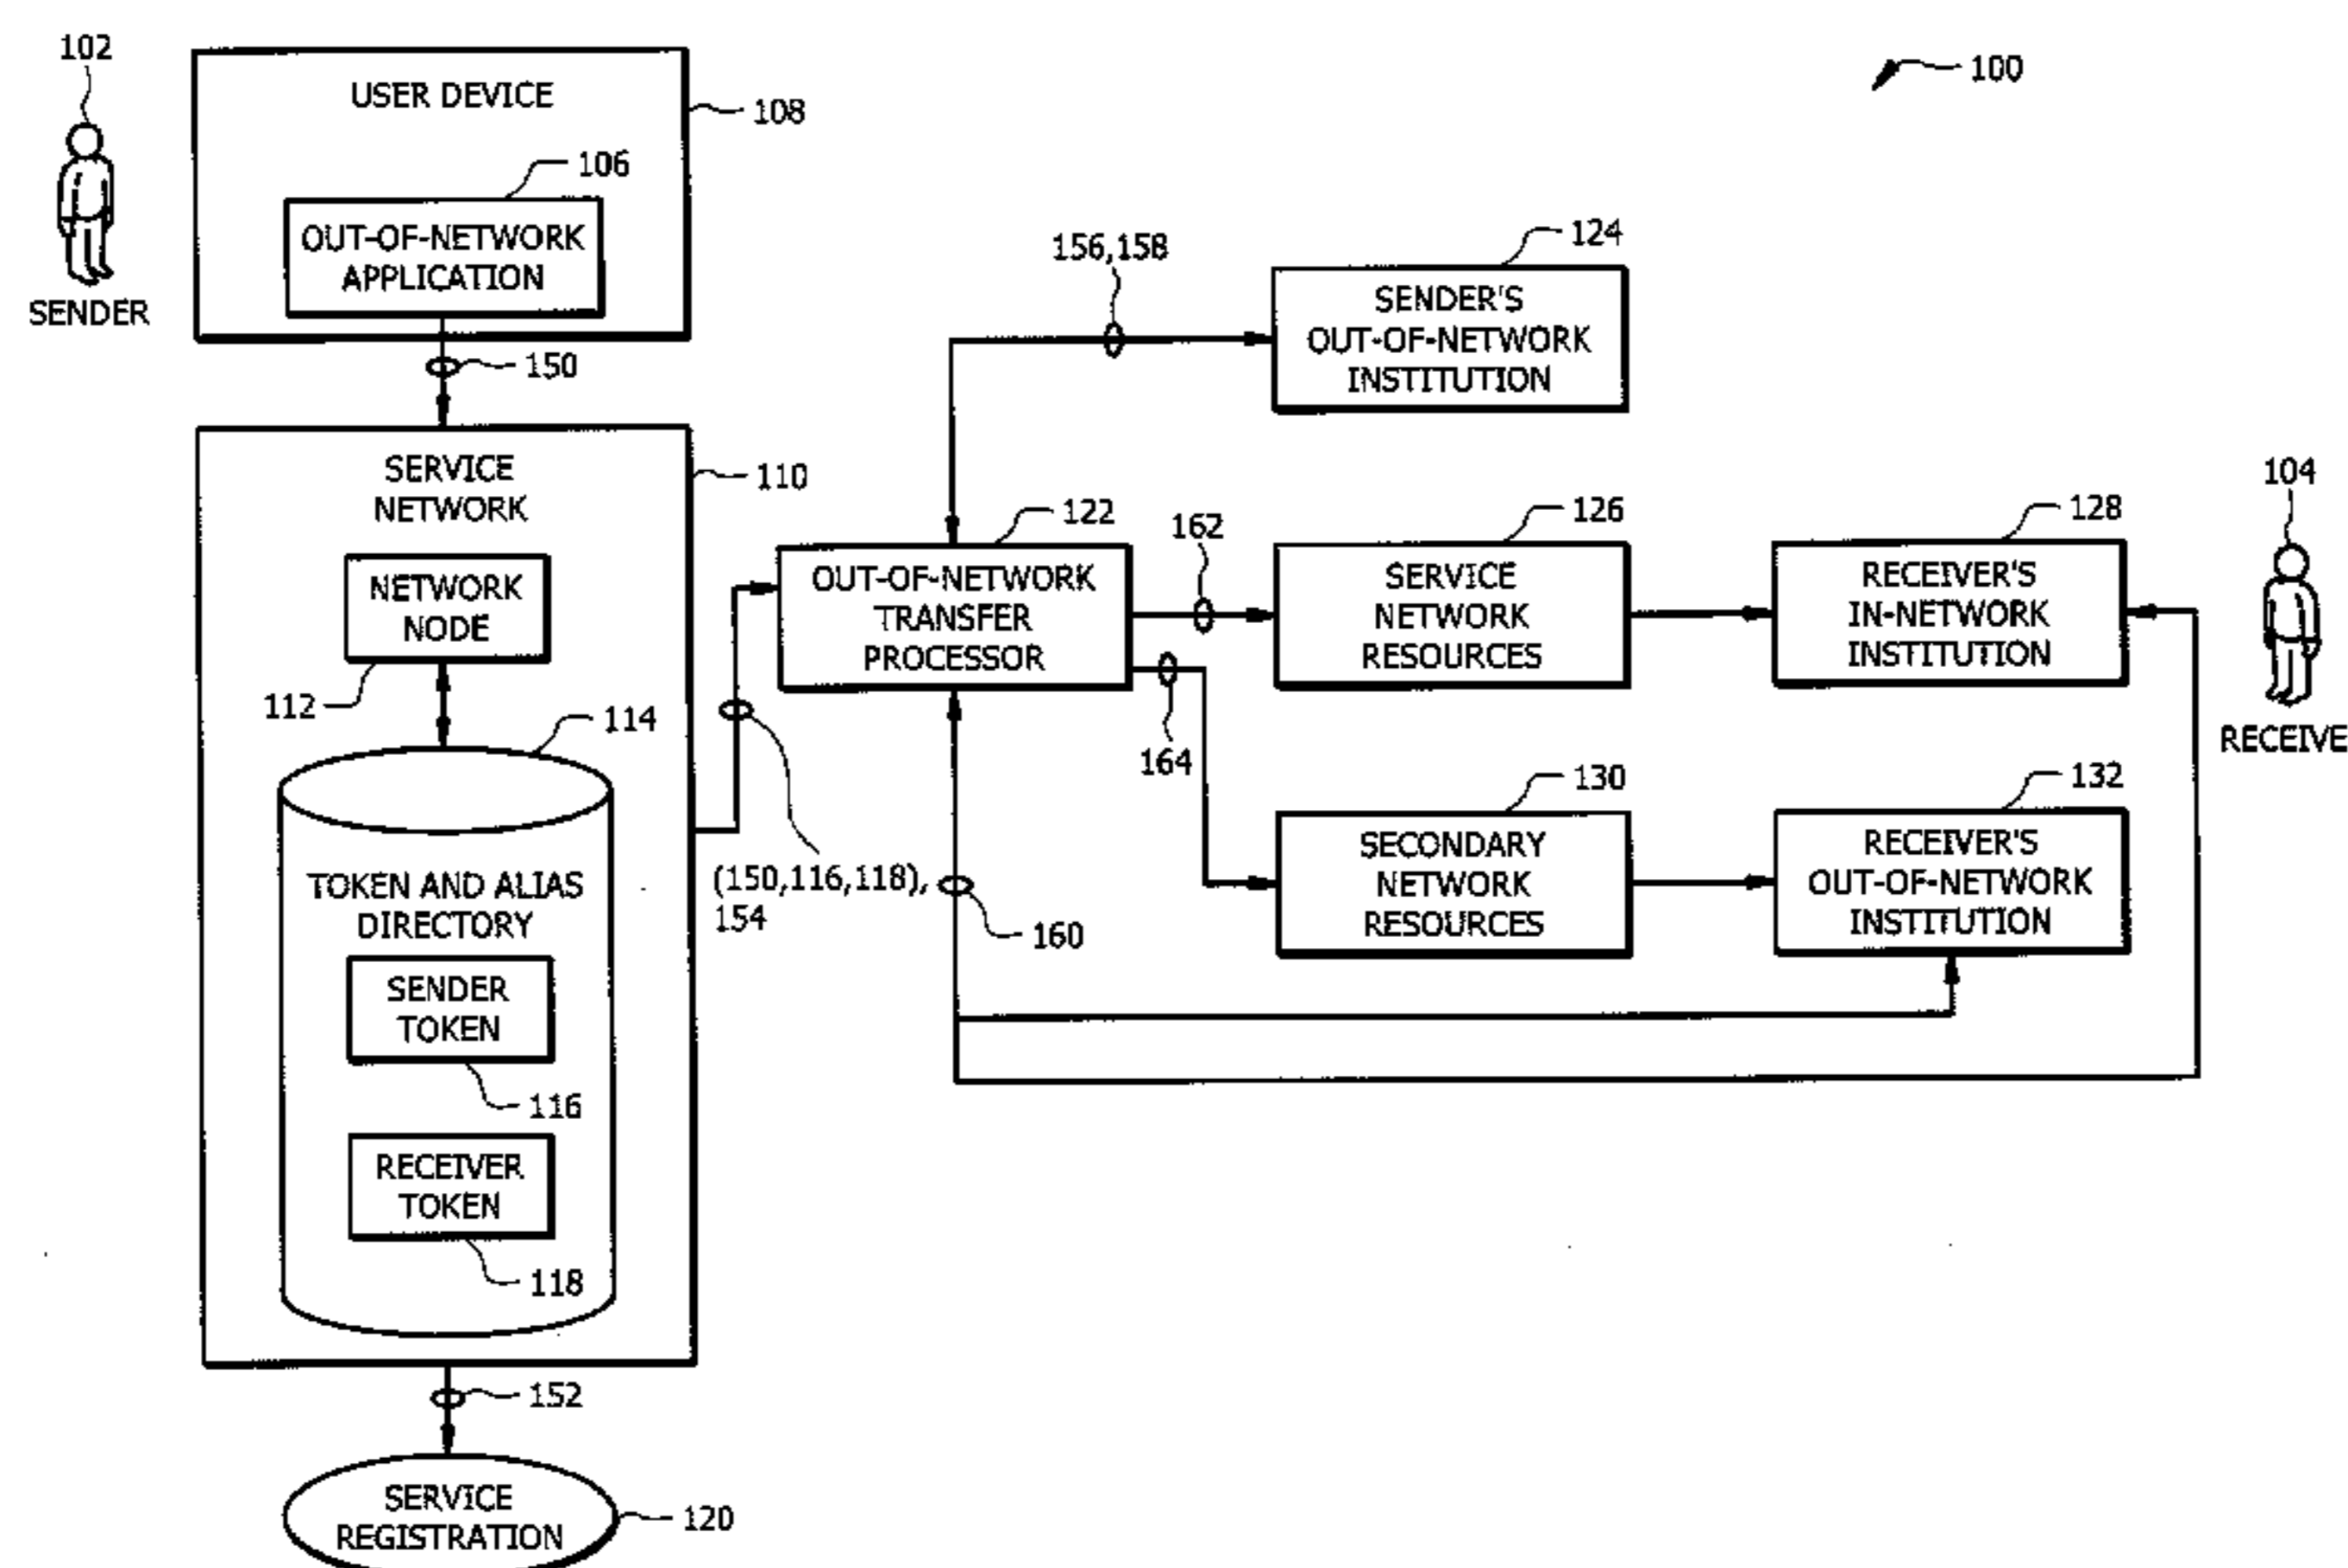 102
SENDER
USER DEVICE
108
106
OUT-OF-NETWORK
APPLICATION
150
100
SERVICE
NETWORK
110
NETWORK
NODE
112
114
TOKEN AND ALIAS
DIRECTORY
SENDER
TOKEN
116
RECEIVER
TOKEN
118
152
SERVICE
REGISTRATION
120
(150,116,118),
154
122
OUT-OF-NETWORK
TRANSFER
PROCESSOR
156,158
124
SENDER'S
OUT-OF-NETWORK
INSTITUTION
162
126
SERVICE
NETWORK
RESOURCES
128
RECEIVER'S
IN-NETWORK
INSTITUTION
104
RECEIVE
164
130
SECONDARY
NETWORK
RESOURCES
132
RECEIVER'S
OUT-OF-NETWORK
INSTITUTION
160